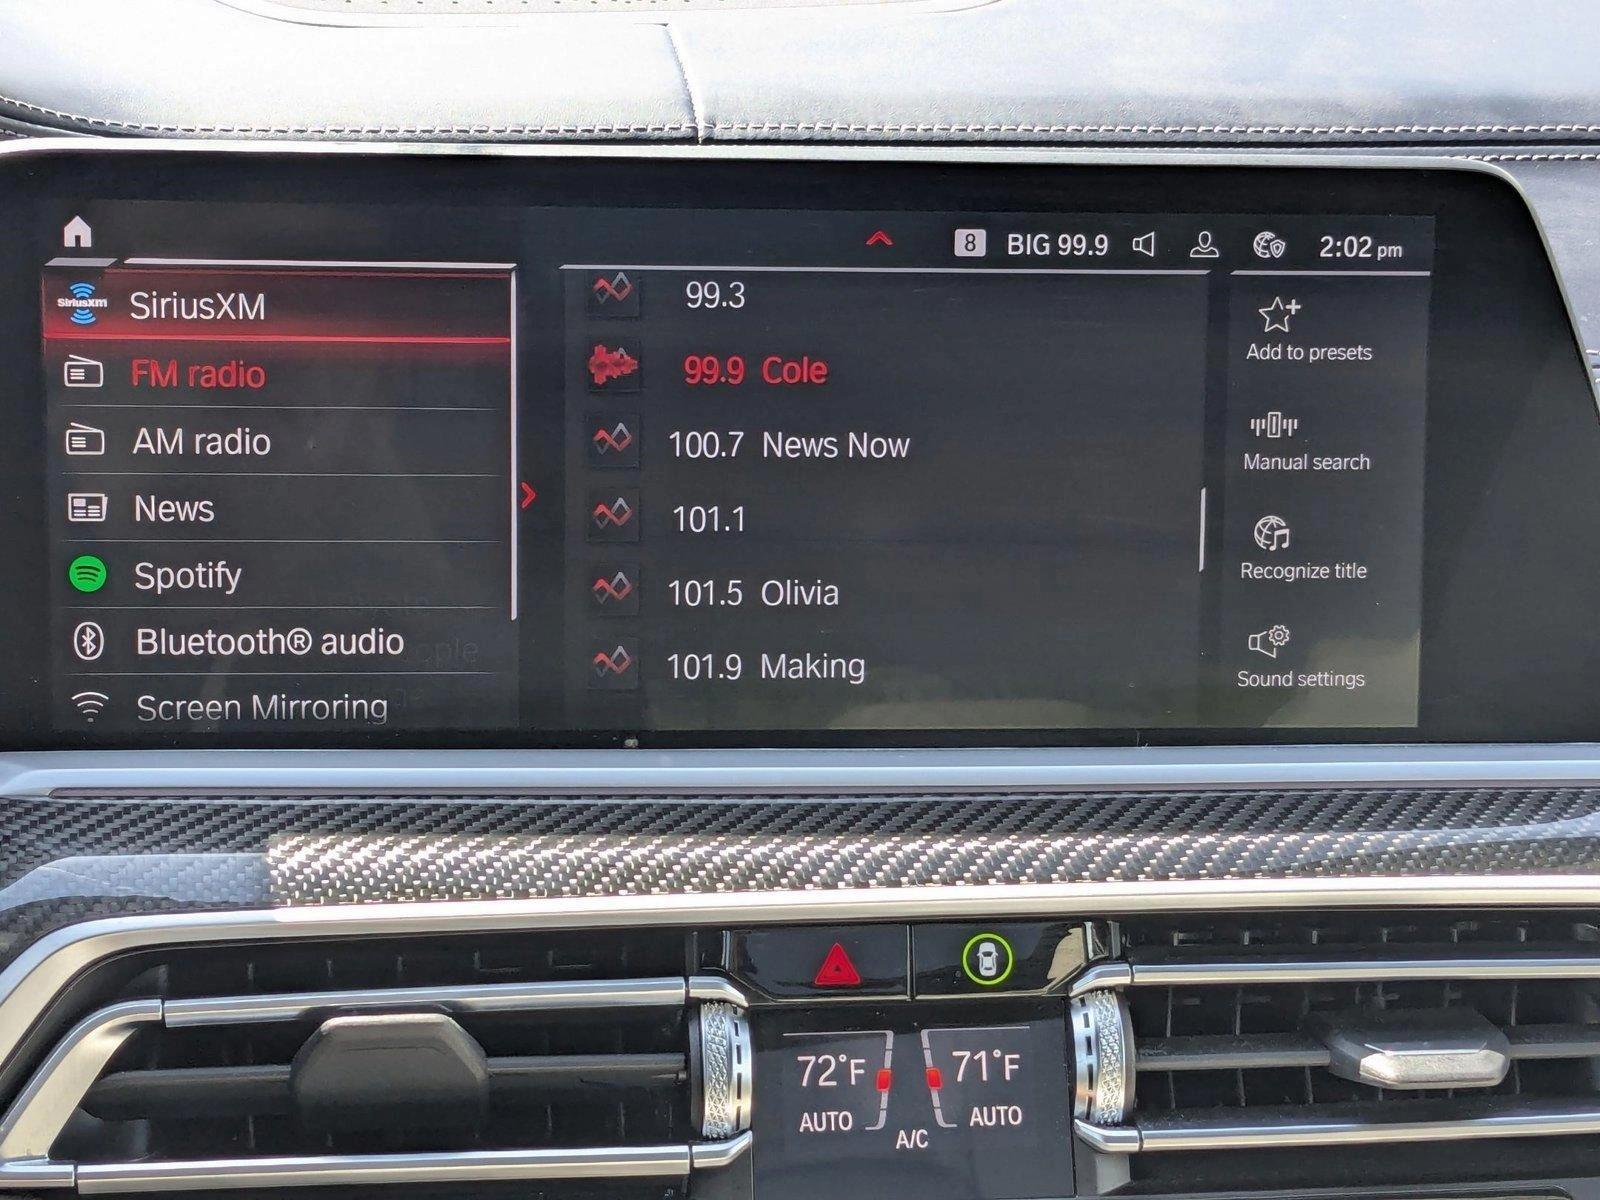 8 BIG 99.9 2:02 pm
SiriusXM SiriusXM
FM radio
AM radio
News
Spotify
Bluetooth® audio
Screen Mirroring
99.3
99.9 Cole
100.7 News Now
101.1
101.5 Olivia
101.9 Making
Add to presets
Manual search
Recognize title
Sound settings
72°F 71°F
AUTO AUTO
A/C